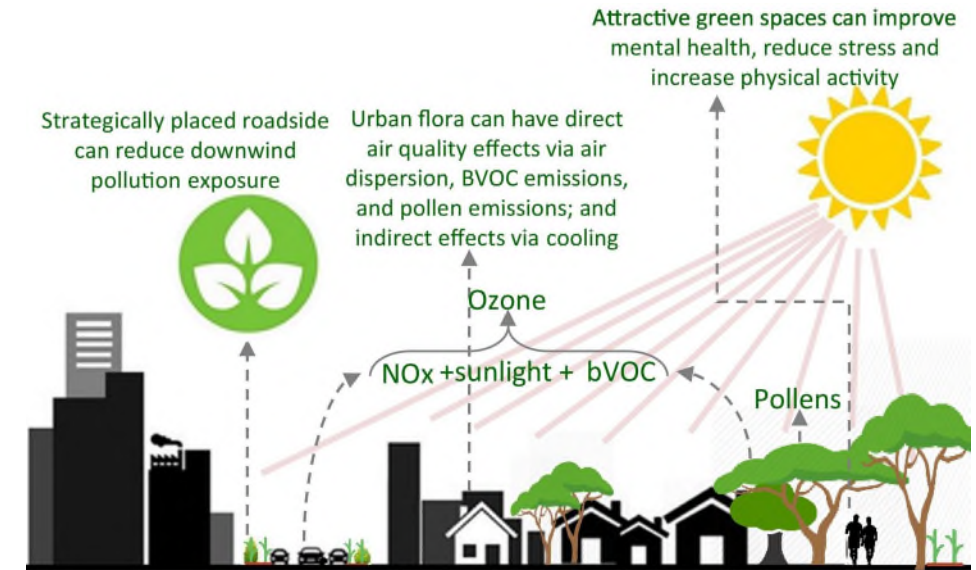 Attractive green spaces can improve
mental health, reduce stress and
increase physical activity
Strategically placed roadside
can reduce downwind
pollution exposure
Urban flora can have direct
air quality effects via air
dispersion, BVOC emissions,
and pollen emissions; and
indirect effects via cooling
Ozone
NOx +sunlight + bVOC
Pollens